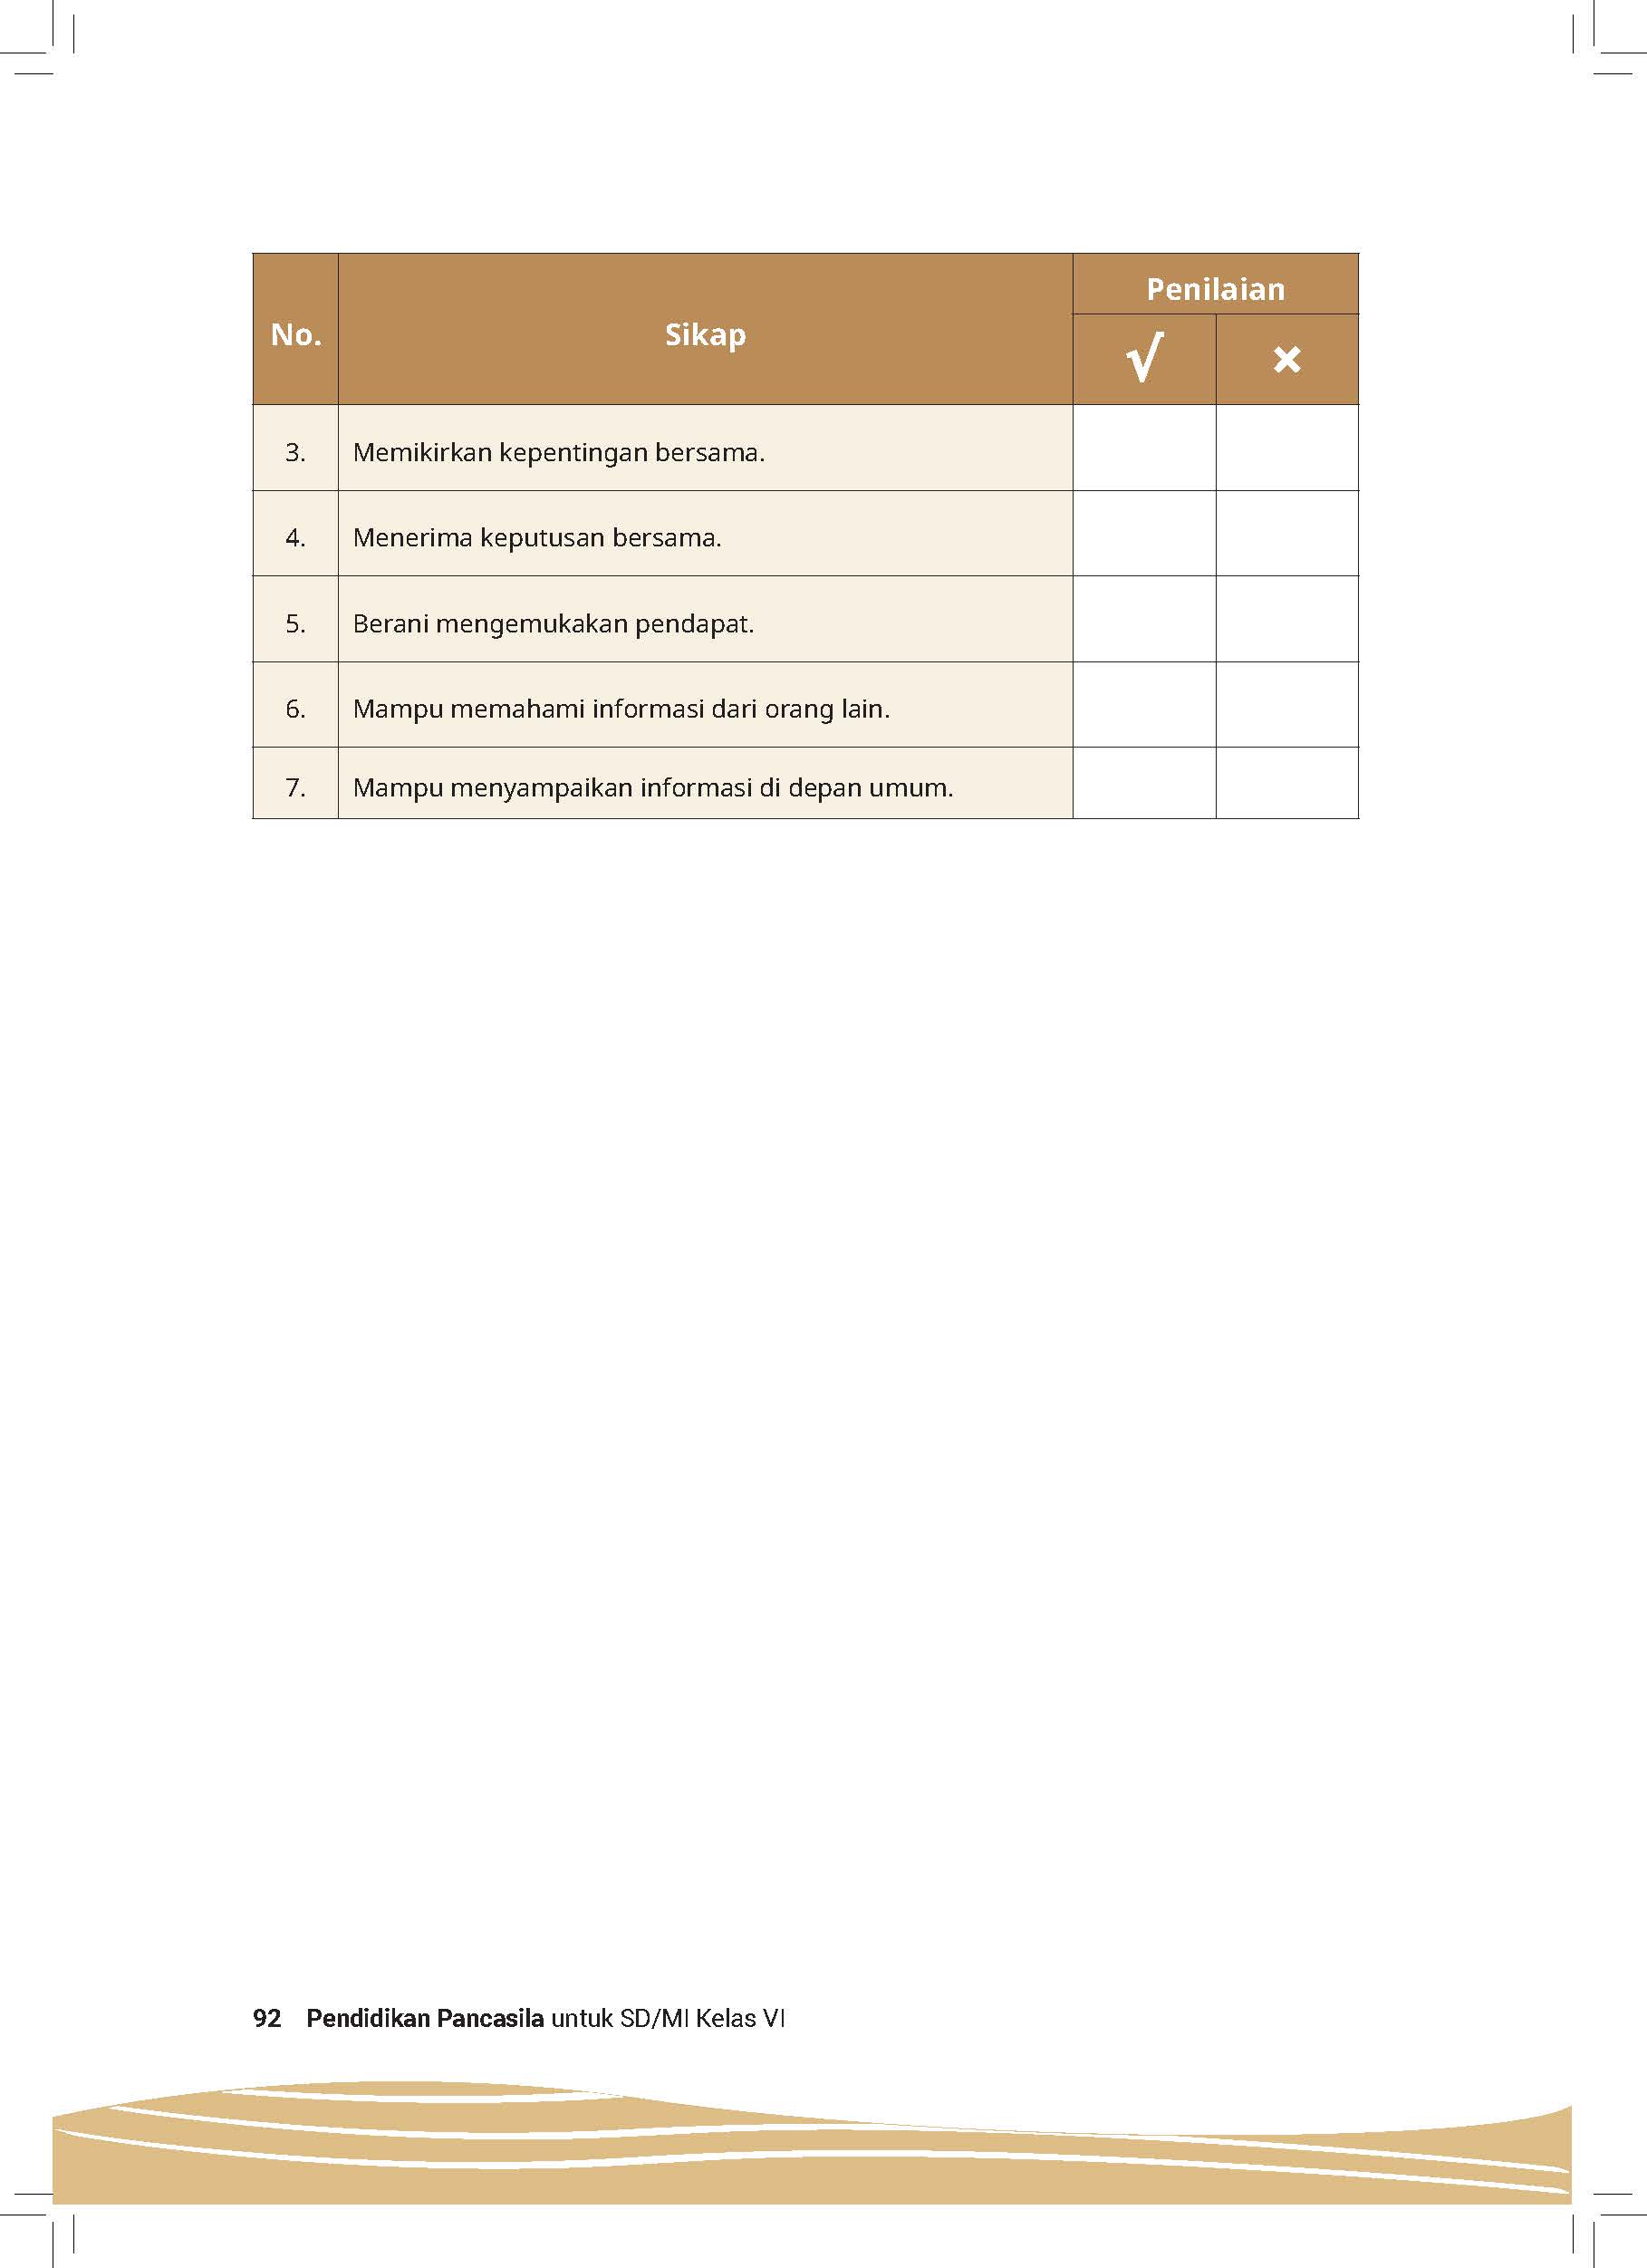 No. Sikap Penilaian
√ ×
3. Memikirkan kepentingan bersama.
4. Menerima keputusan bersama.
5. Berani mengemukakan pendapat.
6. Mampu memahami informasi dari orang lain.
7. Mampu menyampaikan informasi di depan umum.
92 Pendidikan Pancasila untuk SD/MI Kelas VI